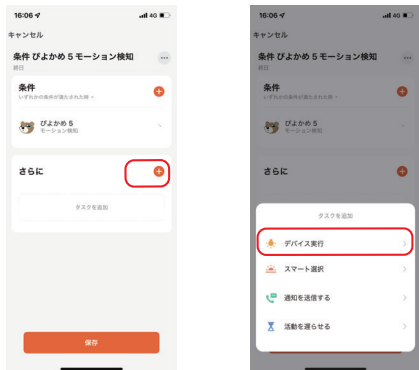 16:06
4G
キャンセル
条件 ぴよかめ 5 モーション検知
終日
条件
いずれかの条件が満たされた時
ぴよかめ 5
モーション検知
さらに
タスクを追加
保存
16:06
4G
キャンセル
条件 ぴよかめ 5 モーション検知
終日
条件
いずれかの条件が満たされた時
ぴよかめ 5
モーション検知
さらに
タスクを追加
デバイス実行
スマート選択
通知を送信する
活動を遅らせる